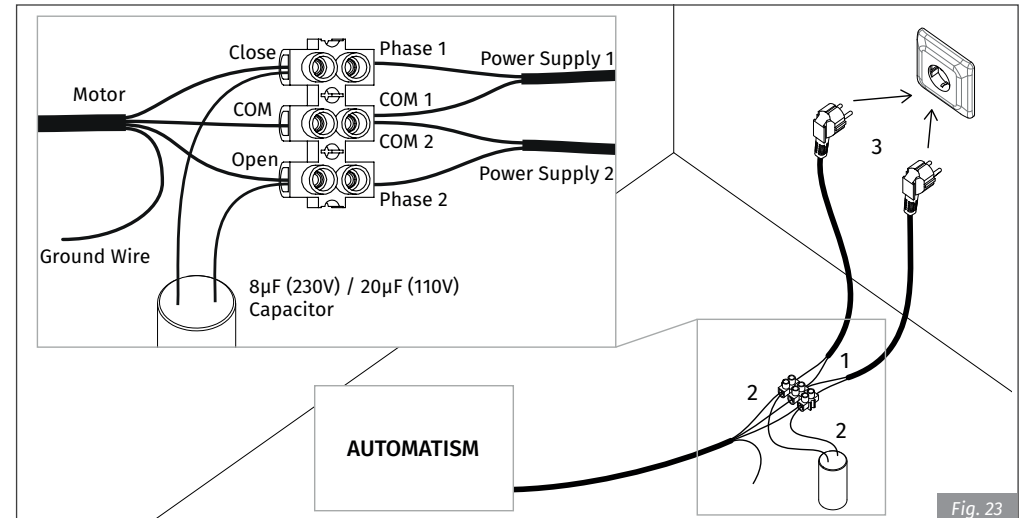 Close
Phase 1
Power Supply 1
Motor
COM
COM 1
COM 2
Open
Power Supply 2
Phase 2
Ground Wire
8µF (230V) / 20µF (110V)
Capacitor
3
1
2
2
AUTOMATISM
Fig. 23